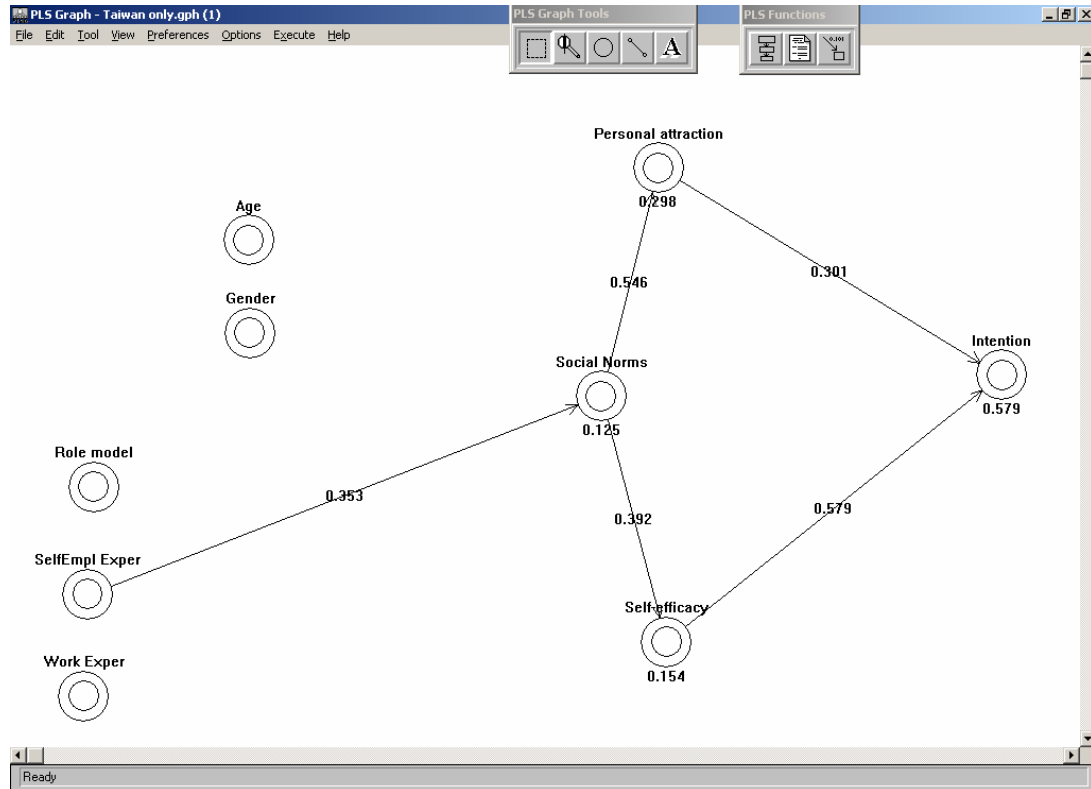 PLS Graph - Taiwan only.gph (1)
PLS Graph Tools
PLS Functions
File Edit Tool View Preferences Options Execute Help
A
0.101
Personal attraction
0.298
Age
Gender
0.301
0.546
Intention
0.579
Social Norms
0.125
Role model
0.353
0.392
0.579
SelfEmpl Exper
Self-efficacy
0.154
Work Exper
Ready